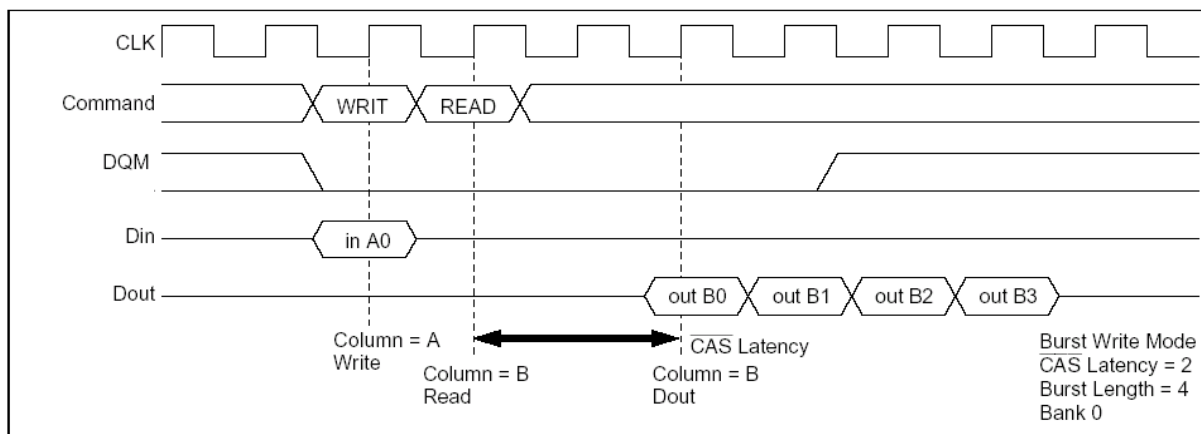 CLK
Command
WRIT
READ
DQM
Din
in A0
Dout
out B0
out B1
out B2
out B3
Column = A
Write
Column = B
Read
CAS Latency
Column = B
Dout
Burst Write Mode
CAS Latency = 2
Burst Length = 4
Bank 0